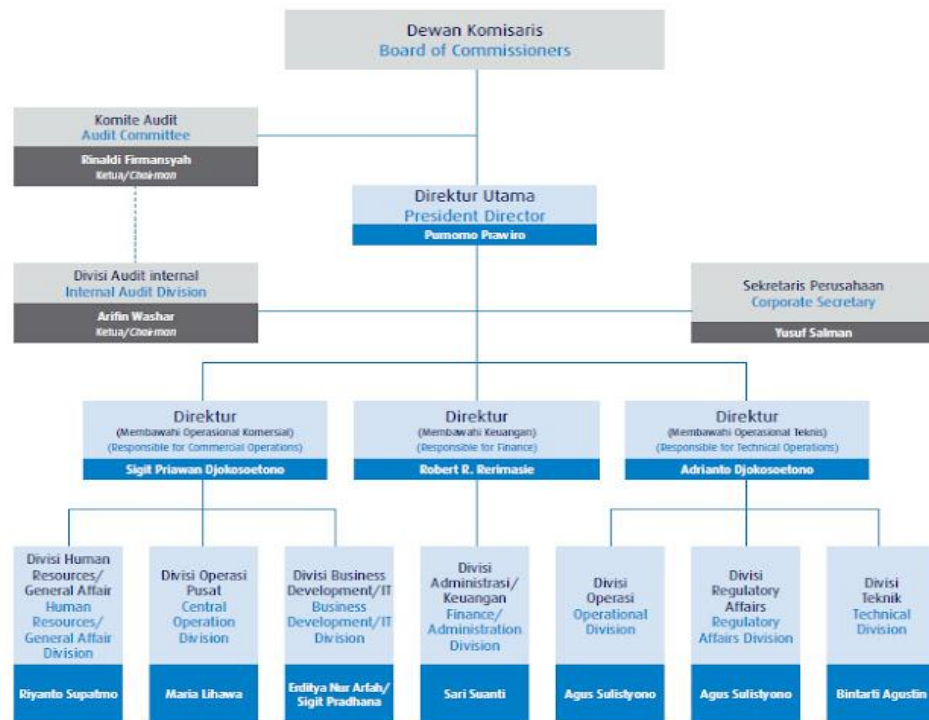 Dewan Komisaris
Board of Commissioners
Komite Audit
Audit Committee
Rinaldi Firmansyah
Ketua/Chairman
Direktur Utama
President Director
Purnomo Prawiro
Divisi Audit internal
Internal Audit Division
Arifin Washar
Ketua/Chairman
Sekretaris Perusahaan
Corporate Secretary
Yusuf Salman
Direktur
(Membawahi Operasional Komersial)
(Responsible for Commercial Operations)
Sigit Priawan Djokosoetono
Direktur
(Membawahi Keuangan)
(Responsible for Finance)
Robert R. Rerimasie
Direktur
(Membawahi Operasional Teknis)
(Responsible for Technical Operations)
Adrianto Djokosoetono
Divisi Human
Resources/
General Affair
Human
Resources/
General Affair
Division
Riyanto Supatmo
Divisi Operasi
Pusat
Central
Operation
Division
Maria Lihawa
Divisi Business
Development/IT
Business
Development/IT
Division
Erditya Nur Arfah/
Sigit Pradhana
Divisi
Administrasi/
Keuangan
Finance/
Administration
Division
Sari Suanti
Divisi
Operasi
Operational
Division
Agus Sulistyono
Divisi
Regulatory
Affairs
Regulatory
Affairs Division
Agus Sulistyono
Divisi
Teknik
Technical
Division
Bintarti Agustin